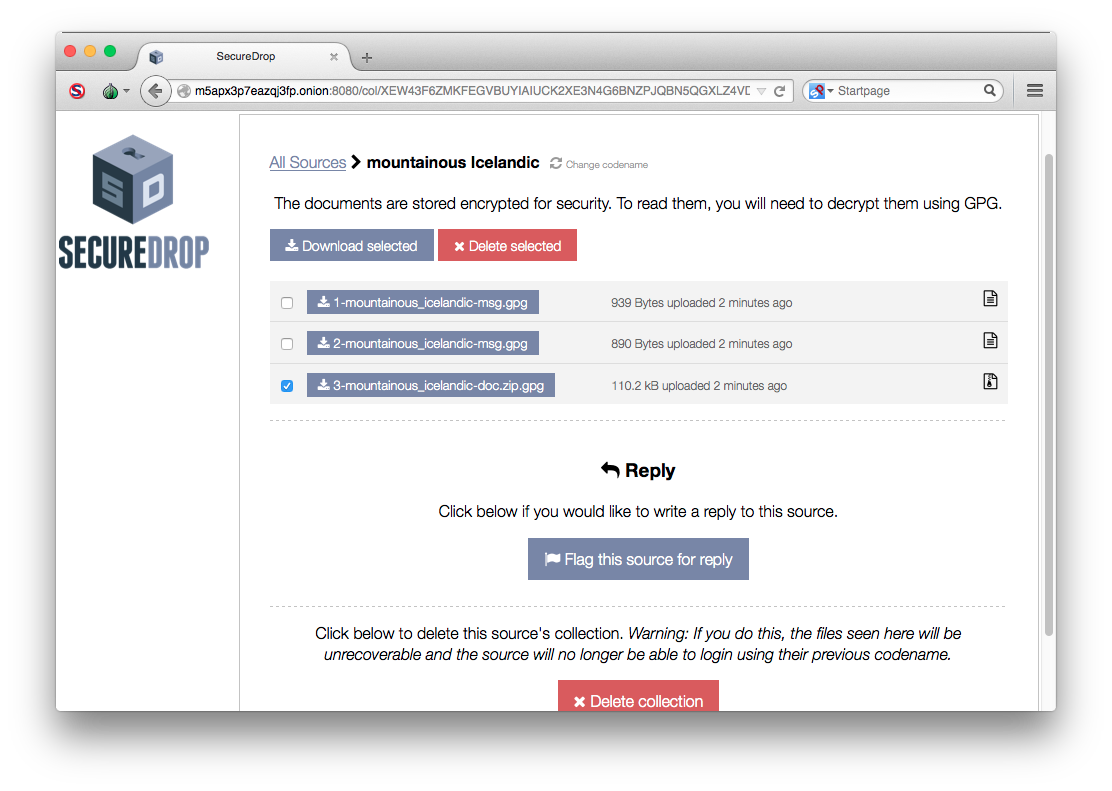 SecureDrop
m5apx3p7eazqj3fp.onion:8080/col/XEW43F6ZMKFEGVBUYIAIUCK2XE3N4G6BNZPJQBN5QGXLZ4VD
Startpage
SD
SECUREDROP
All Sources mountainous Icelandic Change codename
The documents are stored encrypted for security. To read them, you will need to decrypt them using GPG.
Download selected Delete selected
1-mountainous_icelandic-msg.gpg 939 Bytes uploaded 2 minutes ago
2-mountainous_icelandic-msg.gpg 890 Bytes uploaded 2 minutes ago
3-mountainous_icelandic-doc.zip.gpg 110.2 kB uploaded 2 minutes ago
Reply
Click below if you would like to write a reply to this source.
Flag this source for reply
Click below to delete this source's collection. Warning: If you do this, the files seen here will be
unrecoverable and the source will no longer be able to login using their previous codename.
Delete collection